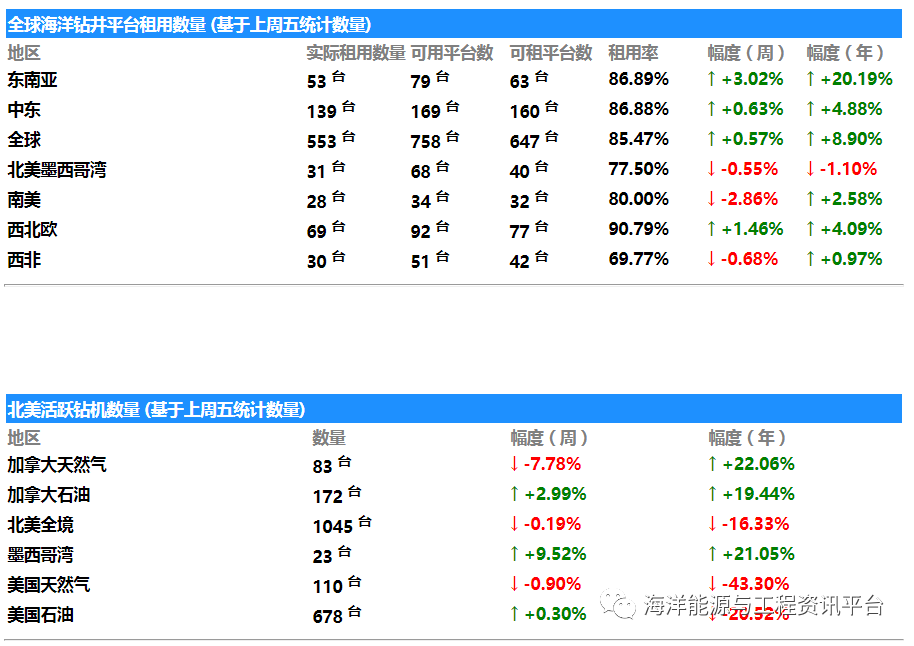 全球海洋钻井平台租用数量 (基于上周五统计数量)
地区 实际租用数量 可用平台数 可租平台数 租用率 幅度（周） 幅度（年）
东南亚 53 台 79 台 63 台 86.89% ↑ +3.02% ↑ +20.19%
中东 139 台 169 台 160 台 86.88% ↑ +0.63% ↑ +4.88%
全球 553 台 758 台 647 台 85.47% ↑ +0.57% ↑ +8.90%
北美墨西哥湾 31 台 68 台 40 台 77.50% ↓ -0.55% ↓ -1.10%
南美 28 台 34 台 32 台 80.00% ↓ -2.86% ↑ +2.58%
西北欧 69 台 92 台 77 台 90.79% ↑ +1.46% ↑ +4.09%
西非 30 台 51 台 42 台 69.77% ↓ -0.68% ↑ +0.97%
北美活跃钻机数量 (基于上周五统计数量)
地区 数量 幅度（周） 幅度（年）
加拿大天然气 83 台 ↓ -7.78% ↑ +22.06%
加拿大石油 172 台 ↑ +2.99% ↑ +19.44%
北美全境 1045 台 ↓ -0.19% ↓ -16.33%
墨西哥湾 23 台 ↑ +9.52% ↑ +21.05%
美国天然气 110 台 ↓ -0.90% ↓ -43.30%
美国石油 678 台 ↑ +0.30% ↓ -20.52%
海洋能源与工程资讯平台